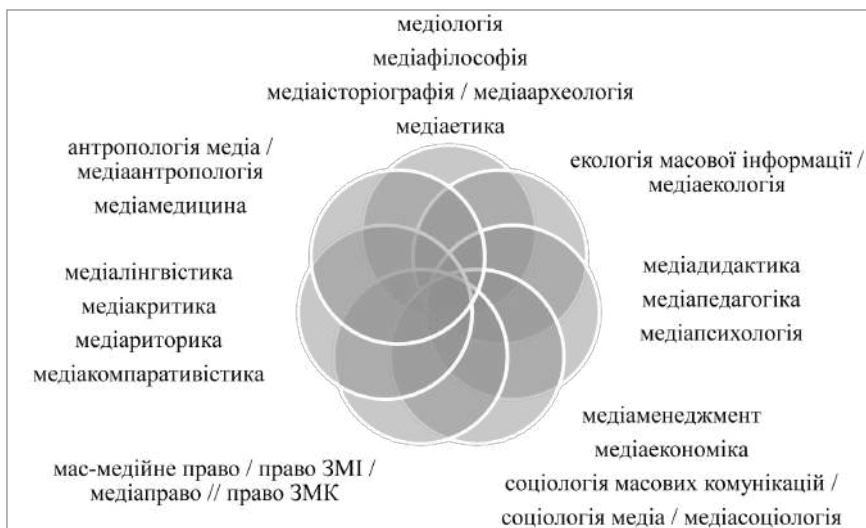 медіологія
медіафілософія
медіаісторіографія / медіаархеологія
медіаетика
антропологія медіа /
медіаантропологія
медіамедицина
екологія масової інформації /
медіаекологія
медіалінгвістика
медіакритика
медіариторика
медіакомпаративістика
медіадидактика
медіапедагогіка
медіапсихологія
мас-медійне право / право ЗМІ /
медіаправо // право ЗМК
медіаменеджмент
медіаекономіка
соціологія масових комунікацій /
соціологія медіа / медіасоціологія